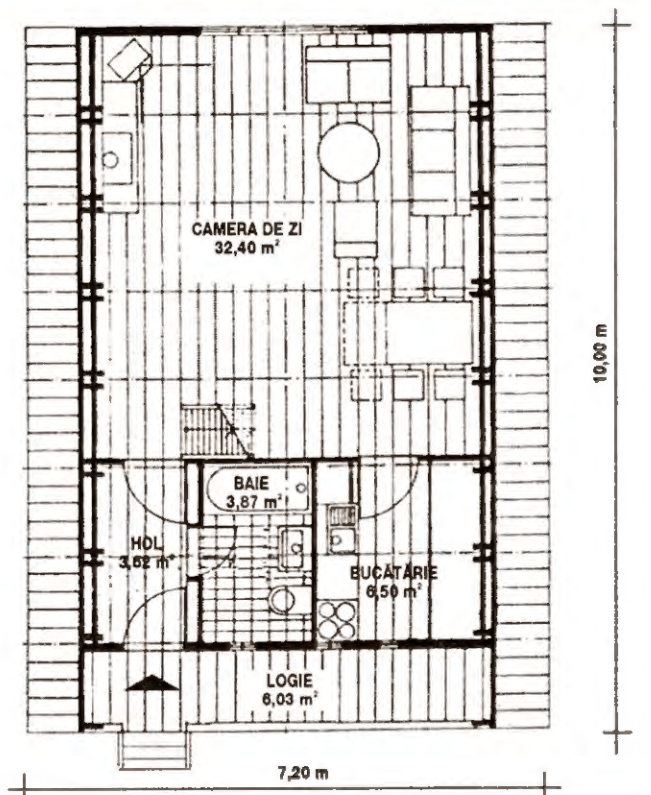 CAMERA DE ZI
32,40 m²
10,00 m
BAIE
3,87 m²
HOL
3,62 m²
BUCĂTĂRIE
6,50 m²
LOGIE
6,03 m²
7,20 m